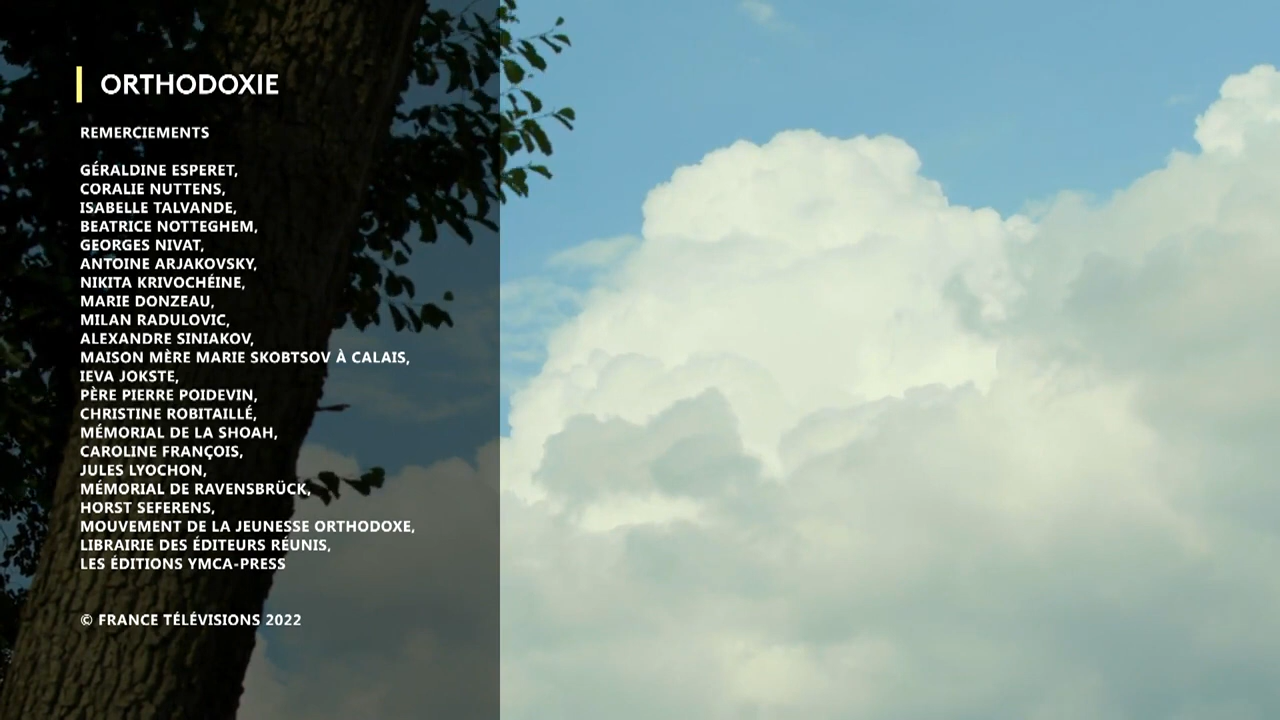 ORTHODOXIE
REMERCIEMENTS
GÉRALDINE ESPERET,
CORALIE NUTTENS,
ISABELLE TALVANDE,
BEATRICE NOTTEGHEM,
GEORGES NIVAT,
ANTOINE ARJAKOVSKY,
NIKITA KRIVOCHÉINE,
MARIE DONZEAU,
MILAN RADULOVIC,
ALEXANDRE SINIAKOV,
MAISON MÈRE MARIE SKOBTSOV À CALAIS,
IEVA JOKSTE,
PÈRE PIERRE POIDEVIN,
CHRISTINE ROBITAILLÉ,
MÉMORIAL DE LA SHOAH,
CAROLINE FRANÇOIS,
JULES LYOCHON,
MÉMORIAL DE RAVENSBRÜCK,
HORST SEFERENS,
MOUVEMENT DE LA JEUNESSE ORTHODOXE,
LIBRAIRIE DES ÉDITEURS RÉUNIS,
LES ÉDITIONS YMCA-PRESS
© FRANCE TÉLÉVISIONS 2022